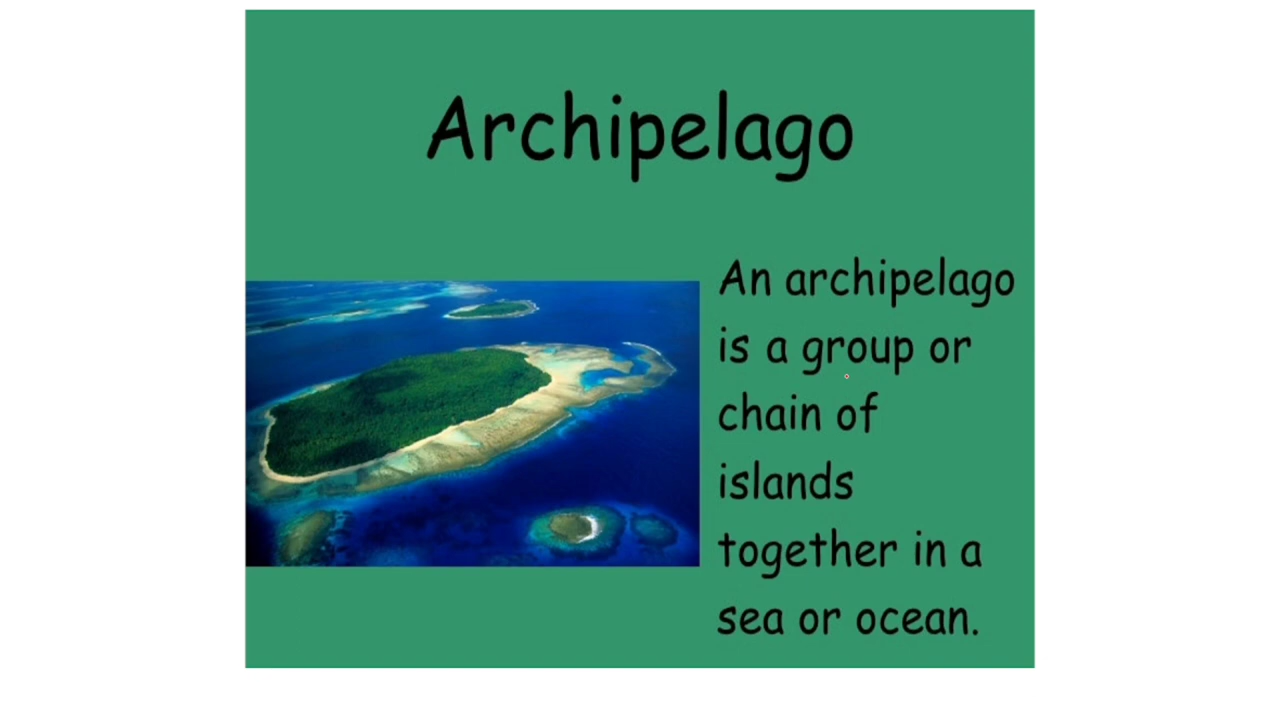 Archipelago
An archipelago
is a group or
chain of
islands
together in a
sea or ocean.